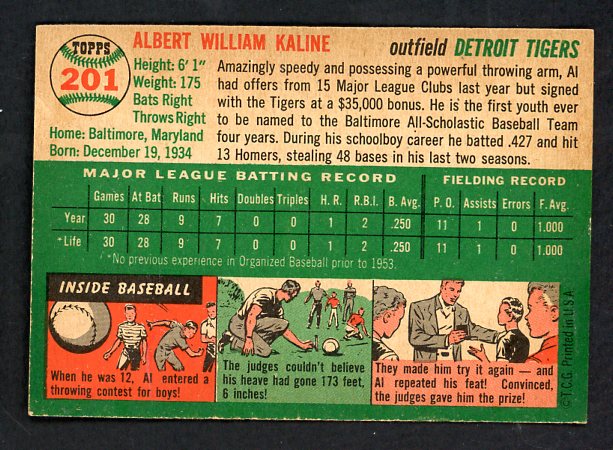 TOPPS
201
ALBERT WILLIAM KALINE
outfield DETROIT TIGERS
Height: 6' 1"
Weight: 175
Bats Right
Throws Right
Home: Baltimore, Maryland
Born: December 19, 1934
Amazingly speedy and possessing a powerful throwing arm, Al
had offers from 15 Major League Clubs last year but signed
with the Tigers at a $35,000 bonus. He is the first youth ever
to be named to the Baltimore All-Scholastic Baseball Team
four years. During his schoolboy career he batted .427 and hit
13 Homers, stealing 48 bases in his last two seasons.
MAJOR LEAGUE BATTING RECORD
FIELDING RECORD
Games At Bat Runs Hits Doubles Triples H. R. R.B.I. B. Avg. P. O. Assists Errors F. Avg.
Year 30 28 9 7 0 0 1 2 .250 11 1 0 1.000
*Life 30 28 9 7 0 0 1 2 .250 11 1 0 1.000
*No previous experience in Organized Baseball prior to 1953.
INSIDE BASEBALL
When he was 12, Al entered a
throwing contest for boys!
The judges couldn't believe
his heave had gone 173 feet,
6 inches!
They made him try it again — and
Al repeated his feat! Convinced,
the judges gave him the prize!
© T.C.G. Printed in U.S.A.